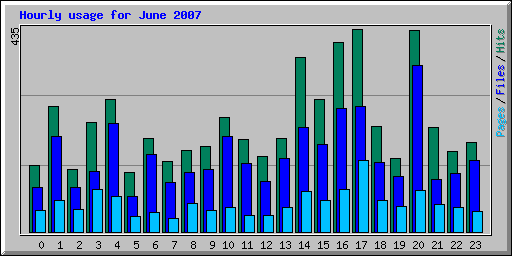 Hourly usage for June 2007
435
Pages / Files / Hits
0 1 2 3 4 5 6 7 8 9 10 11 12 13 14 15 16 17 18 19 20 21 22 23